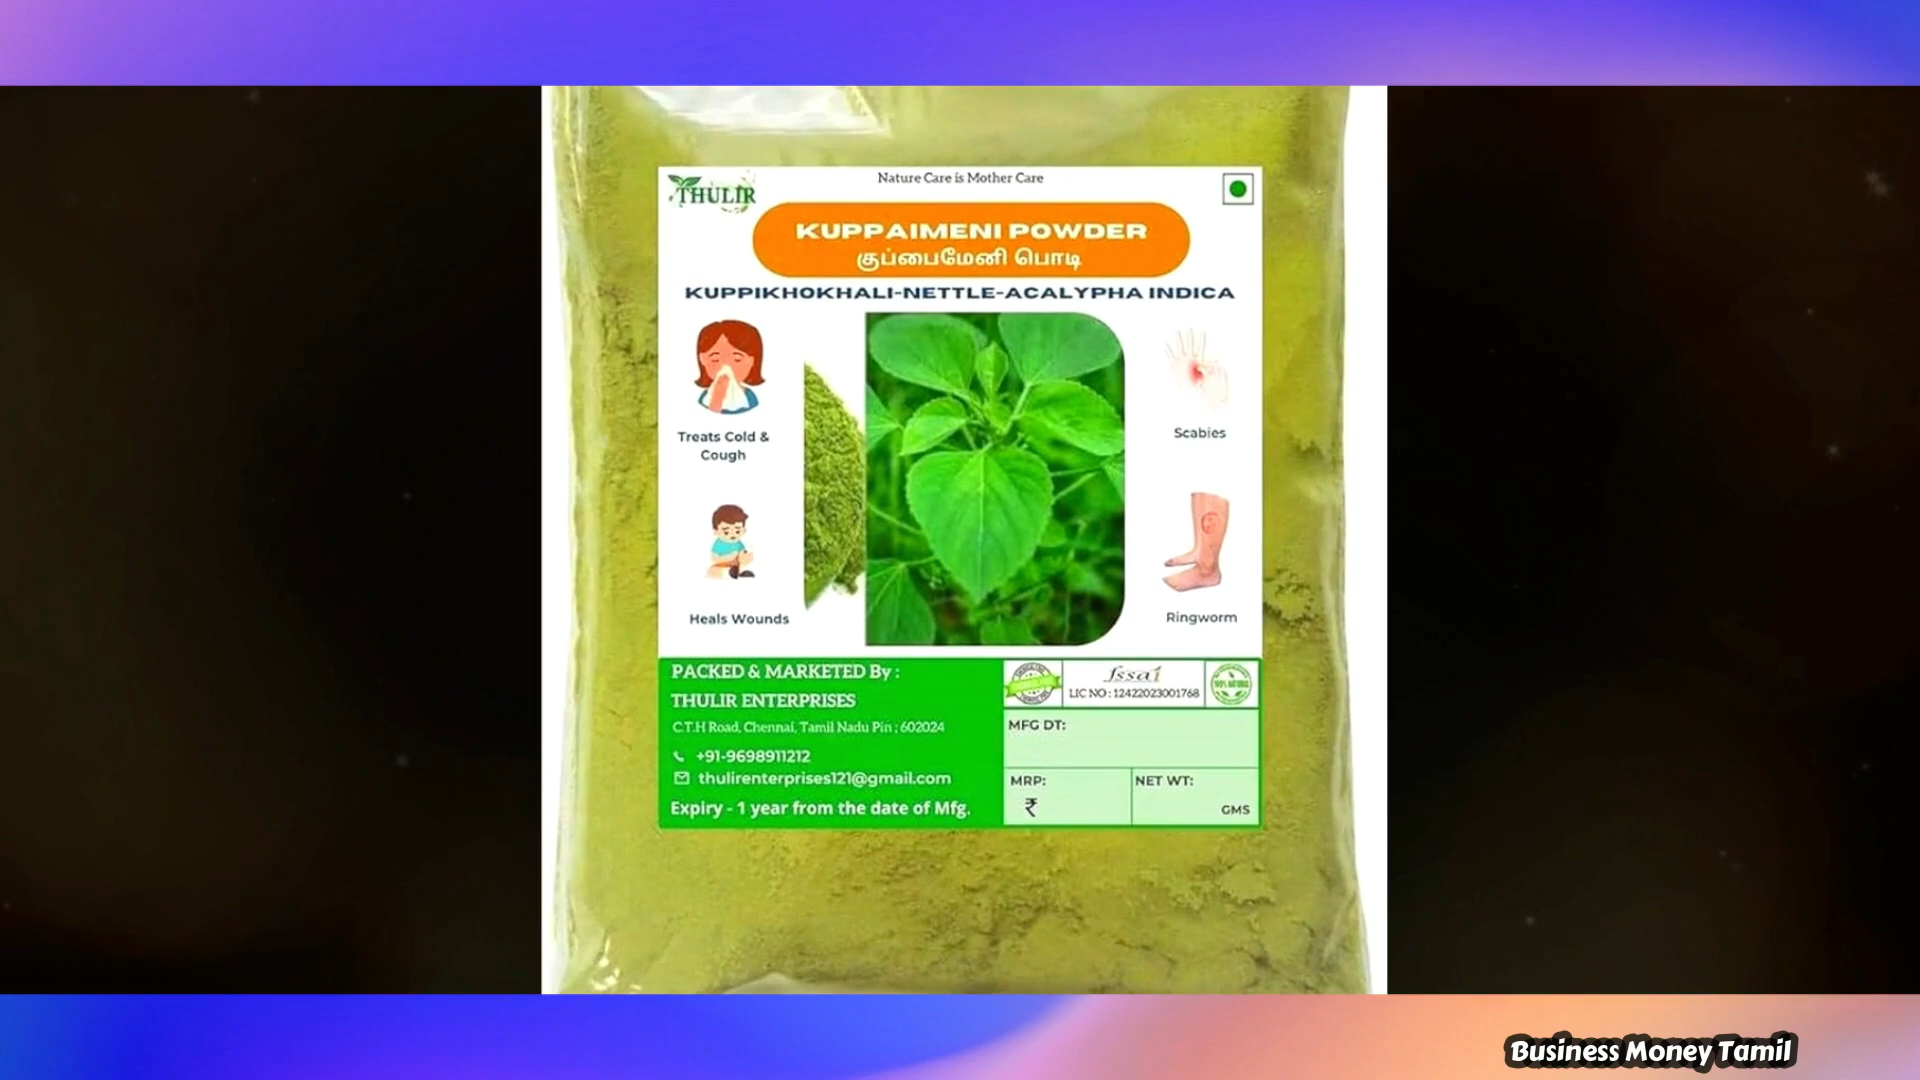 Nature Care is Mother Care
THULIR
KUPPAIMENI POWDER
குப்பைமேனி பொடி
KUPPIKHOKHALI-NETTLE-ACALYPHA INDICA
Treats Cold &
Cough
Scabies
Heals Wounds
Ringworm
PACKED & MARKETED By :
THULIR ENTERPRISES
C.T.H Road, Chennai, Tamil Nadu Pin ; 602024
+91-9698911212
thulirenterprises121@gmail.com
Expiry - 1 year from the date of Mfg.
fssai
LIC NO : 12422023001768
100% NATURAL
MFG DT:
MRP:
₹
NET WT:
GMS
Business Money Tamil